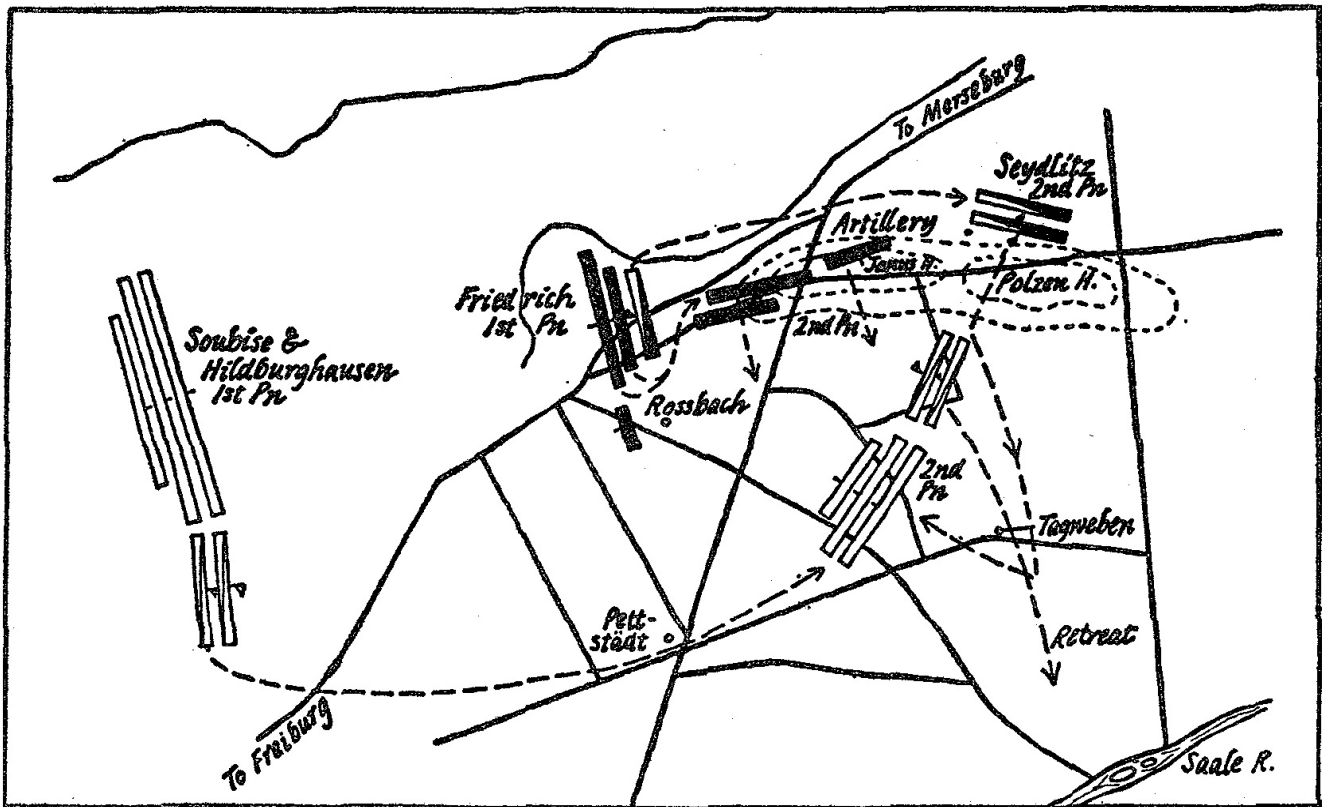 To Merseburg
Seydlitz
2nd Pn
Artillery
Janus H.
Polzen H.
Friedrich
1st Pn
2nd Pn
Soubise &
Hildburghausen
1st Pn
Rossbach
2nd
Pn
Tagweben
Pett-
städt
Retreat
To Freiburg
Saale R.